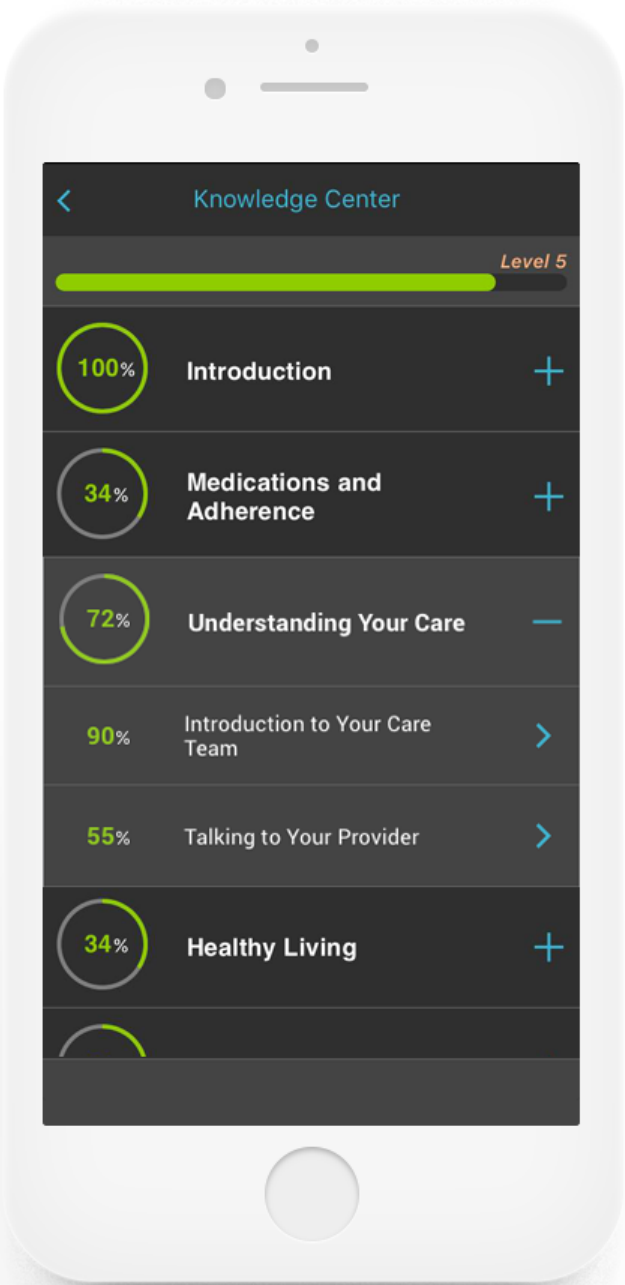 Knowledge Center
Level 5
100%
Introduction
34%
Medications and
Adherence
72%
Understanding Your Care
90%
Introduction to Your Care
Team
55%
Talking to Your Provider
34%
Healthy Living